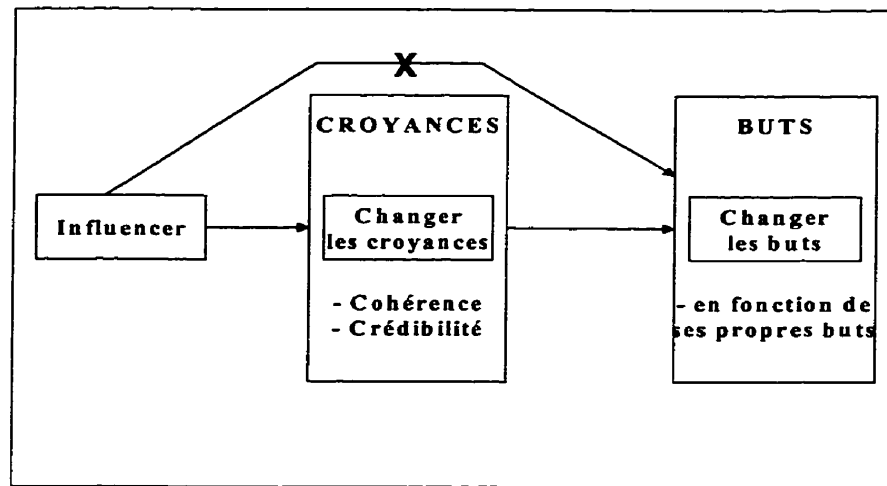 X
CROYANCES
BUTS
Influencer
Changer
les croyances
Changer
les buts
- Cohérence
- Crédibilité
- en fonction de
ses propres buts